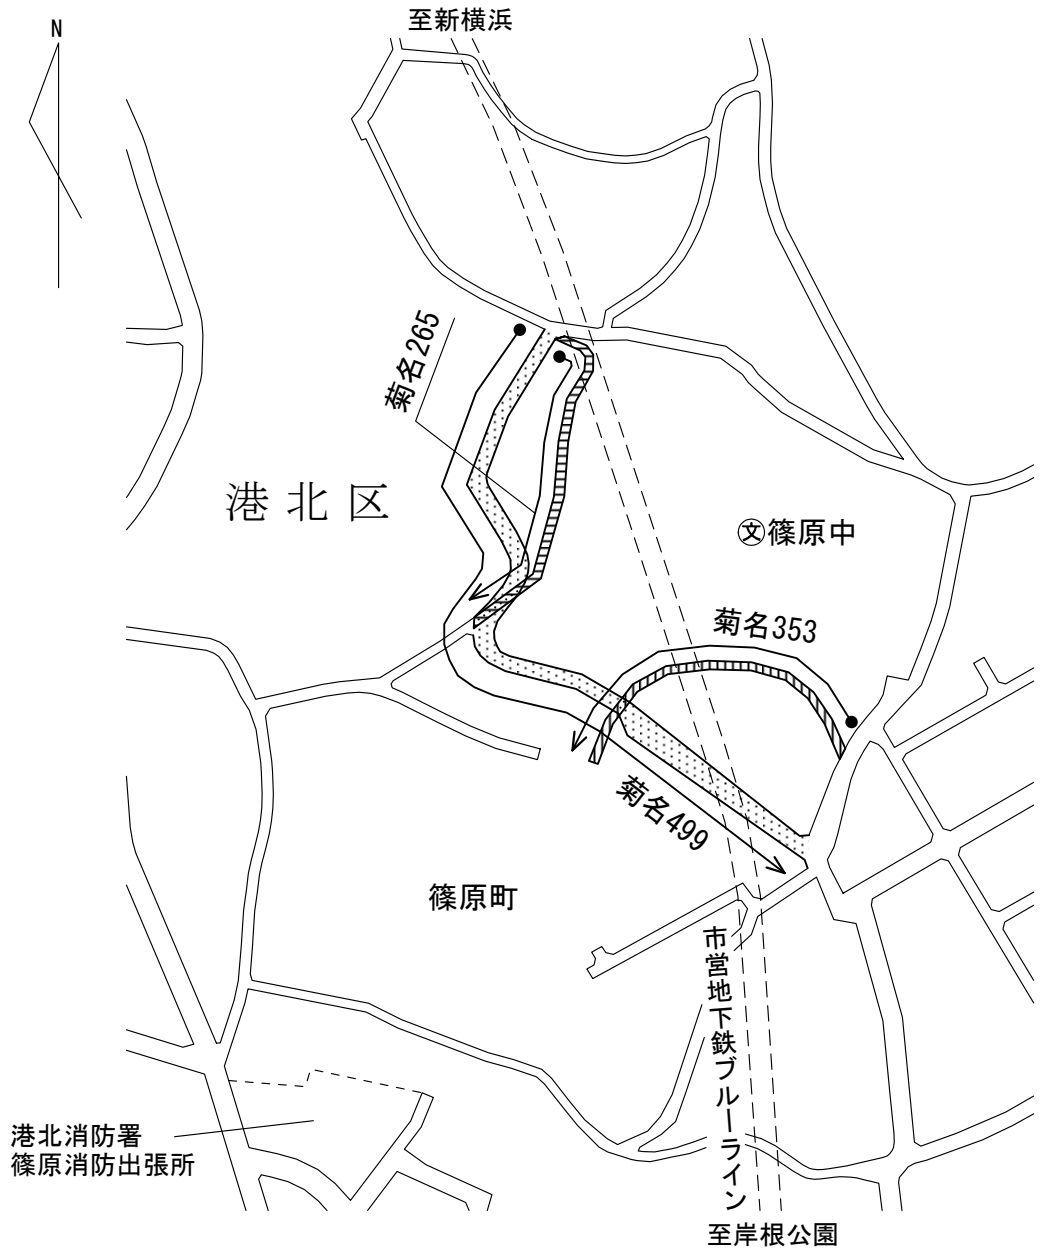 至新横浜
N
菊名265
港北区
文篠原中
菊名353
菊名499
篠原町
市営地下鉄ブルーライン
港北消防署
篠原消防出張所
至岸根公園